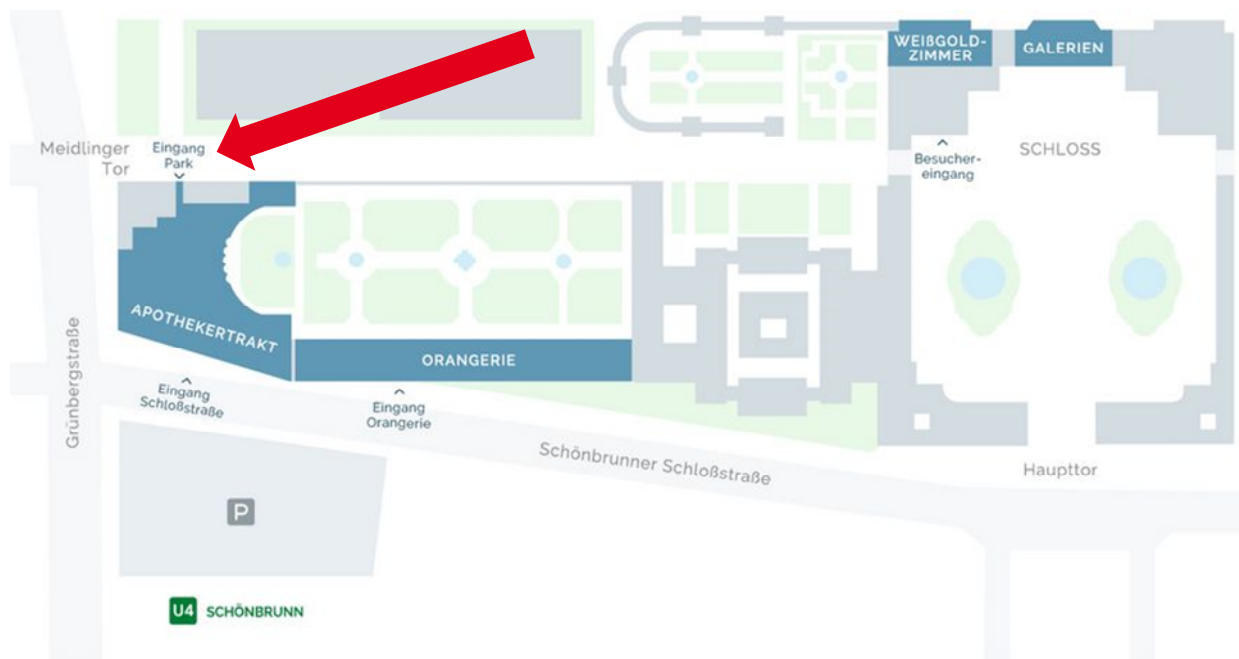 WEIßGOLD-
ZIMMER
GALERIEN
Meidlinger
Tor
Eingang
Park
Besucher-
eingang
SCHLOSS
APOTHEKERTRAKT
ORANGERIE
Grünbergstraße
Eingang
Schloßstraße
Eingang
Orangerie
Schönbrunner Schloßstraße
Haupttor
P
U4 SCHÖNBRUNN